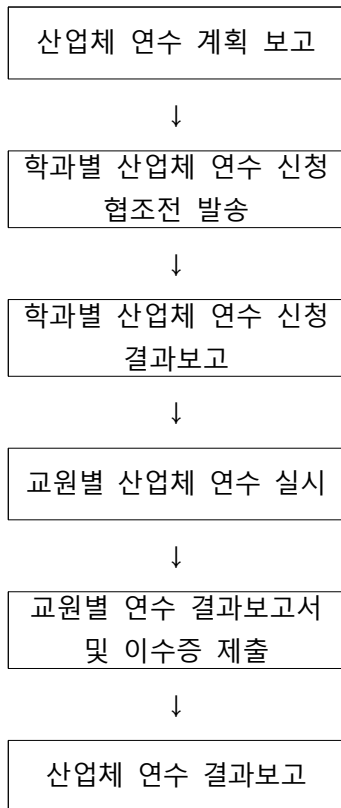 산업체 연수 계획 보고
↓
학과별 산업체 연수 신청
협조전 발송
↓
학과별 산업체 연수 신청
결과보고
↓
교원별 산업체 연수 실시
↓
교원별 연수 결과보고서
및 이수증 제출
↓
산업체 연수 결과보고